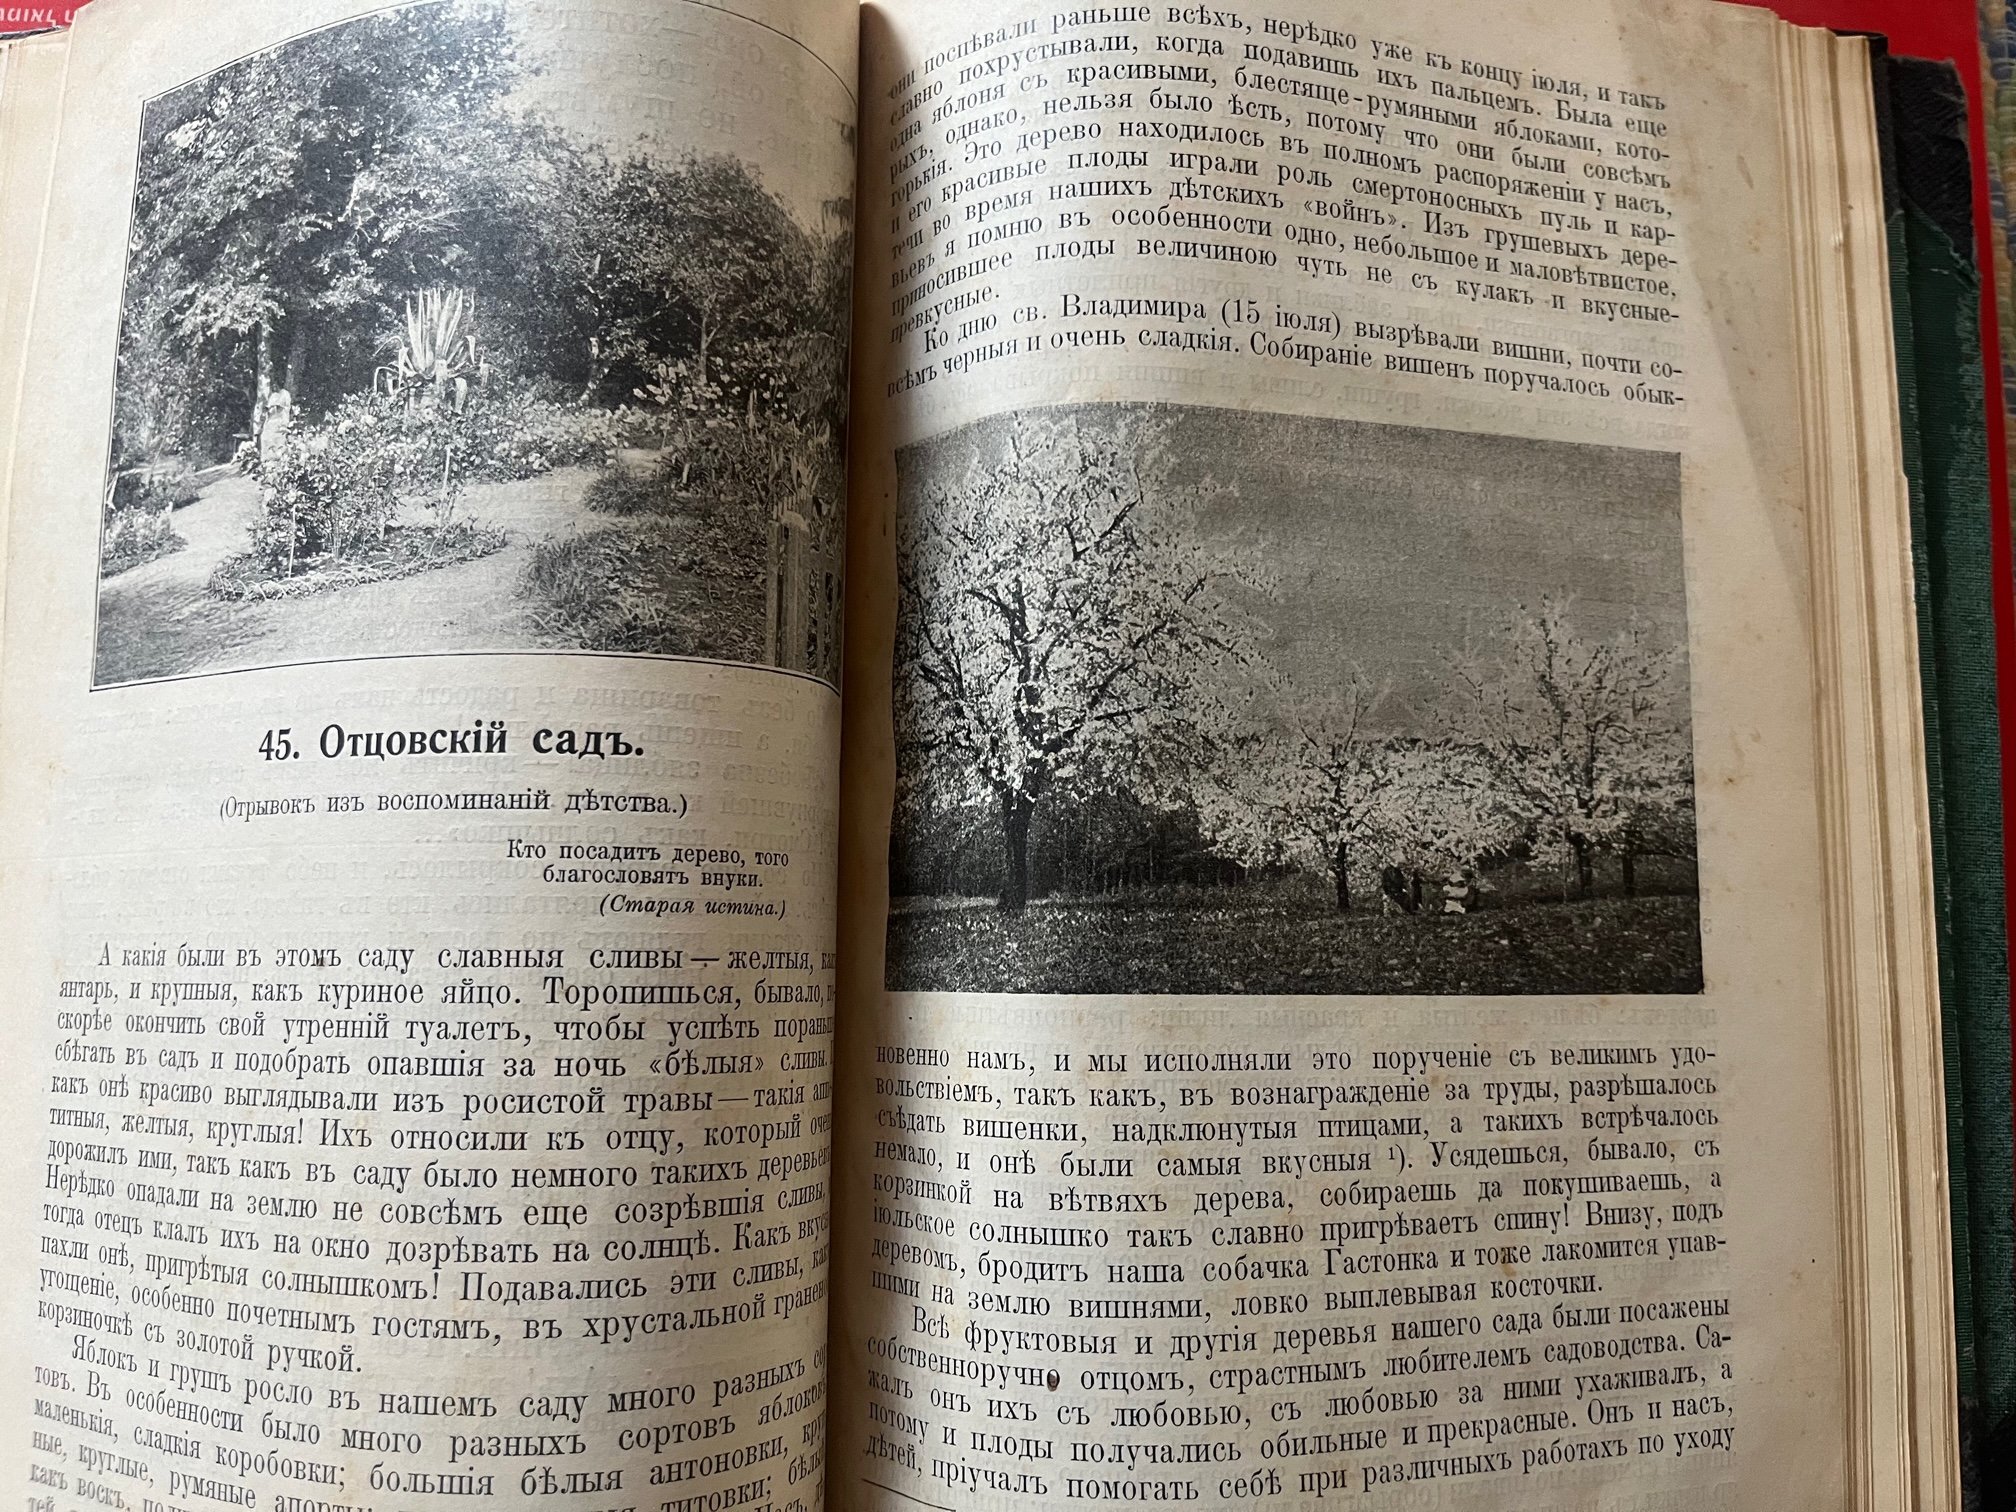 45. Отцовскій садъ.
(Отрывокъ изъ воспоминаній дѣтства.)
Кто посадитъ дерево, того
благословятъ внуки.
(Старая истина.)
А какія были въ этомъ саду славныя сливы — желтыя,
янтарь, и крупныя, какъ куриное яйцо. Торопишься, бывало,
скорѣе окончить свой утренній туалетъ, чтобы успѣть
сбѣгать въ садъ и подобрать опавшія за ночь «бѣлыя» сливы.
какъ онѣ красиво выглядывали изъ росистой травы — такія
титныя, желтыя, круглыя! Ихъ относили къ отцу, который
дорожилъ ими, такъ какъ въ саду было немного такихъ
Нерѣдко опадали на землю не совсѣмъ еще созрѣвшія сливы,
тогда отецъ клалъ ихъ на окно дозрѣвать на солнцѣ. Какъ
пахли онѣ, пригрѣтыя солнышкомъ! Подавались эти сливы,
угощеніе, особенно почетнымъ гостямъ, въ хрустальной
корзиночкѣ съ золотой ручкой.
Яблокъ и грушъ росло въ нашемъ саду много разныхъ
товъ. Въ особенности было много разныхъ сортовъ
маленькія, сладкія коробовки; большія бѣлыя антоновки,
ные, круглые, румяные титовки;
какъ воскъ,
они поспѣвали раньше всѣхъ, нерѣдко уже къ концу іюля, и такъ
славно похрустывали, когда подавишь ихъ пальцемъ. Была еще
одна яблоня съ красивыми, блестяще-румяными яблоками, кото-
рыхъ, однако, нельзя было ѣсть, потому что они были совсѣмъ
горькія. Это дерево находилось въ полномъ распоряженіи у насъ,
и его красивые плоды играли роль смертоносныхъ пуль и кар-
течи во время нашихъ дѣтскихъ «войнъ». Изъ грушевыхъ дере-
вьевъ я помню въ особенности одно, небольшое и маловѣтвистое,
приносившее плоды величиною чуть не съ кулакъ и вкусные-
превкусные.
Ко дню св. Владимира (15 іюля) вызрѣвали вишни, почти со-
всѣмъ черныя и очень сладкія. Собираніе вишенъ поручалось обык-
новенно намъ, и мы исполняли это порученіе съ великимъ удо-
вольствіемъ, такъ какъ, въ вознагражденіе за труды, разрѣшалось
съѣдать вишенки, надклюнутыя птицами, а такихъ встрѣчалось
немало, и онѣ были самыя вкусныя ¹). Усядешься, бывало, съ
корзинкой на вѣтвяхъ дерева, собираешь да покушиваешь, а
іюльское солнышко такъ славно пригрѣваетъ спину! Внизу, подъ
деревомъ, бродитъ наша собачка Гастонка и тоже лакомится упав-
шими на землю вишнями, ловко выплевывая косточки.
Всѣ фруктовыя и другія деревья нашего сада были посажены
собственноручно отцомъ, страстнымъ любителемъ садоводства. Са-
жалъ онъ ихъ съ любовью, съ любовью за ними ухаживалъ, а
потому и плоды получались обильные и прекрасные. Онъ и насъ,
дѣтей, пріучалъ помогать себѣ при различныхъ работахъ по уходу